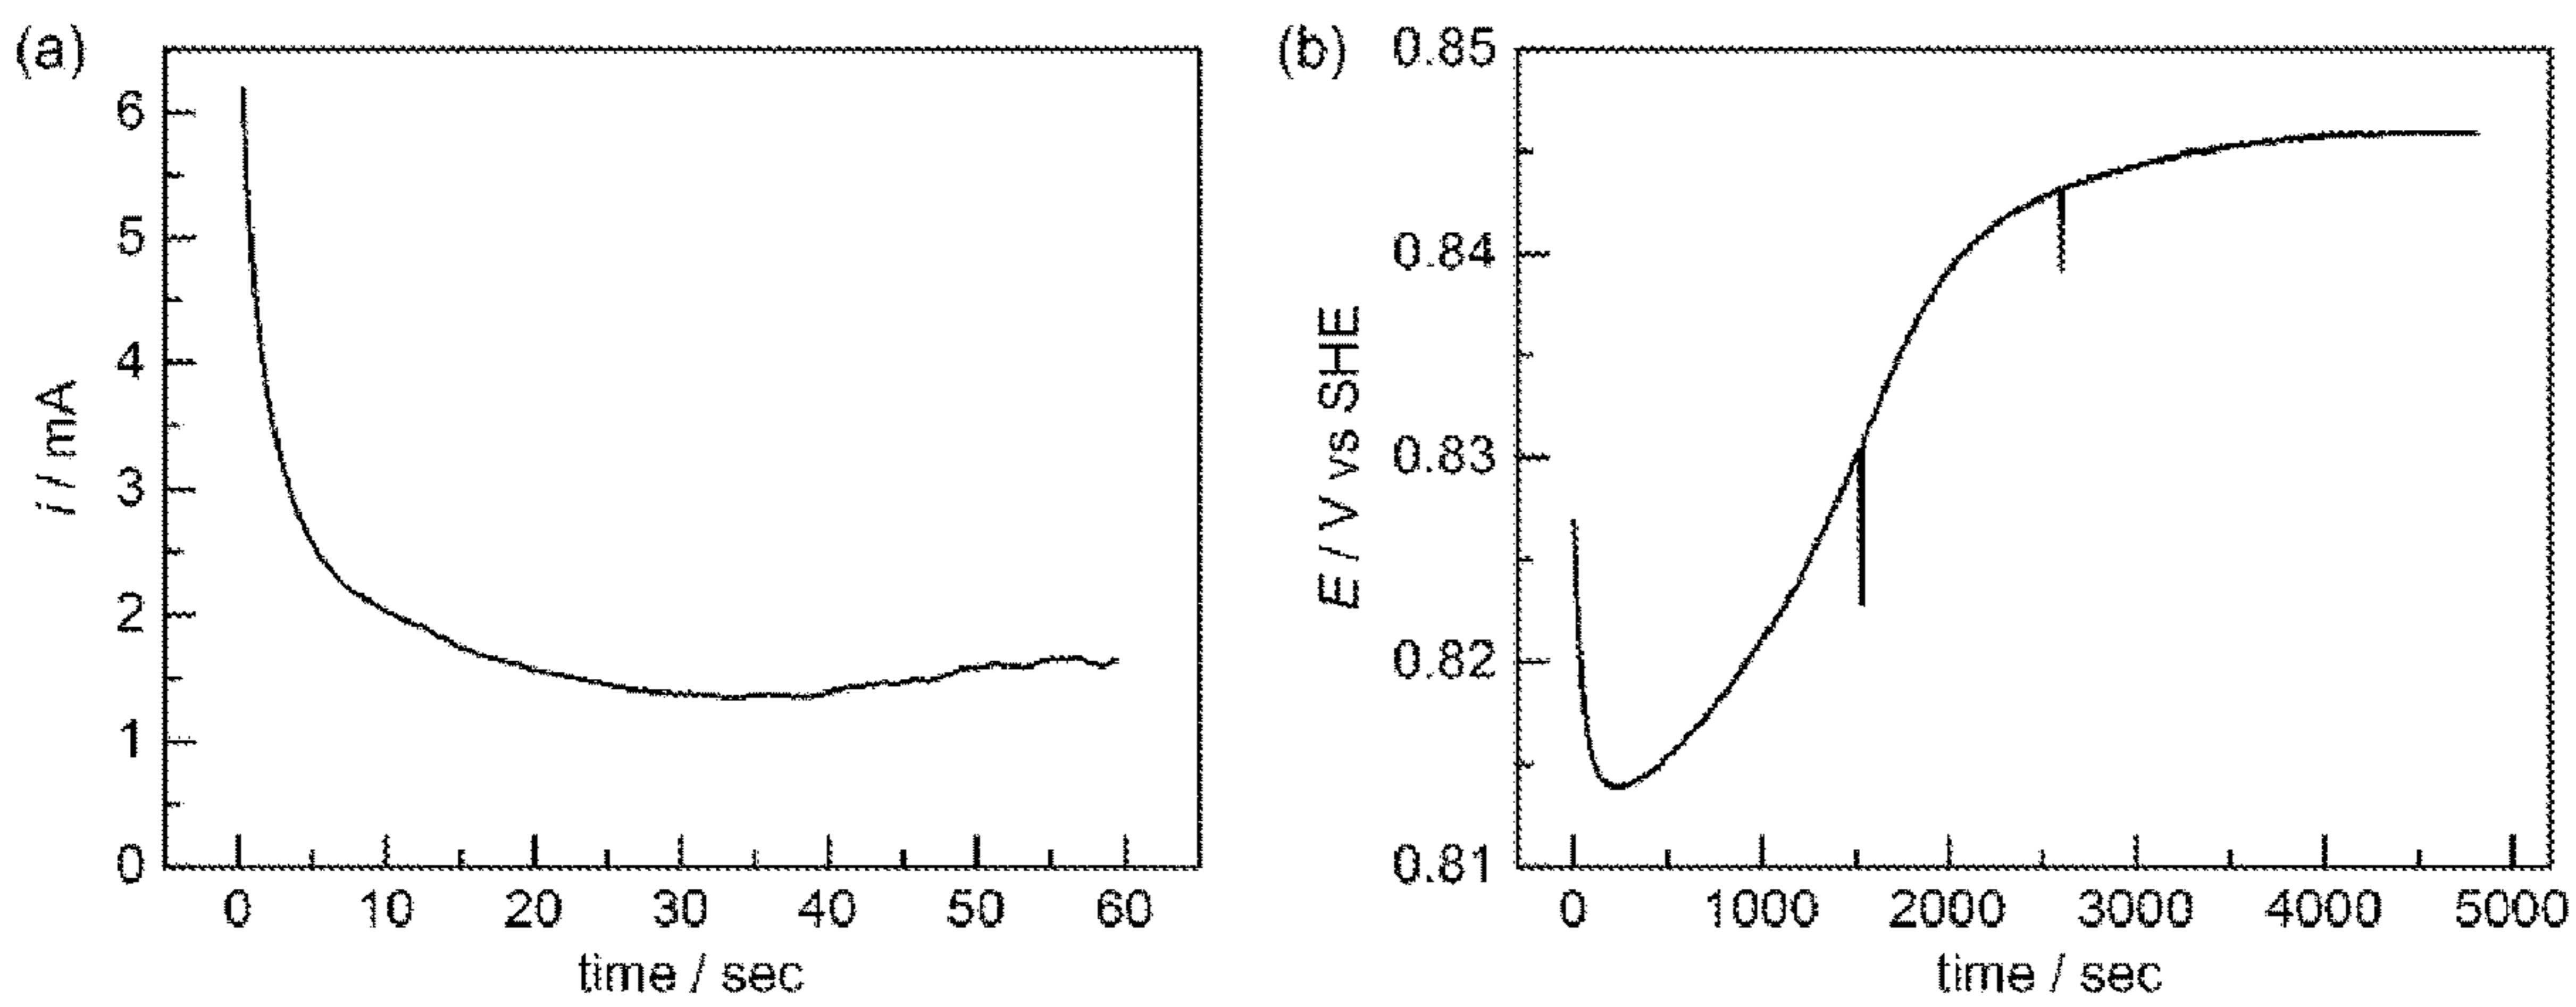 (a)
6
5
4
3
2
1
0
i / mA
0 10 20 30 40 50 60
time / sec
(b)
0.85
0.84
0.83
0.82
0.81
E / V vs SHE
0 1000 2000 3000 4000 5000
time / sec